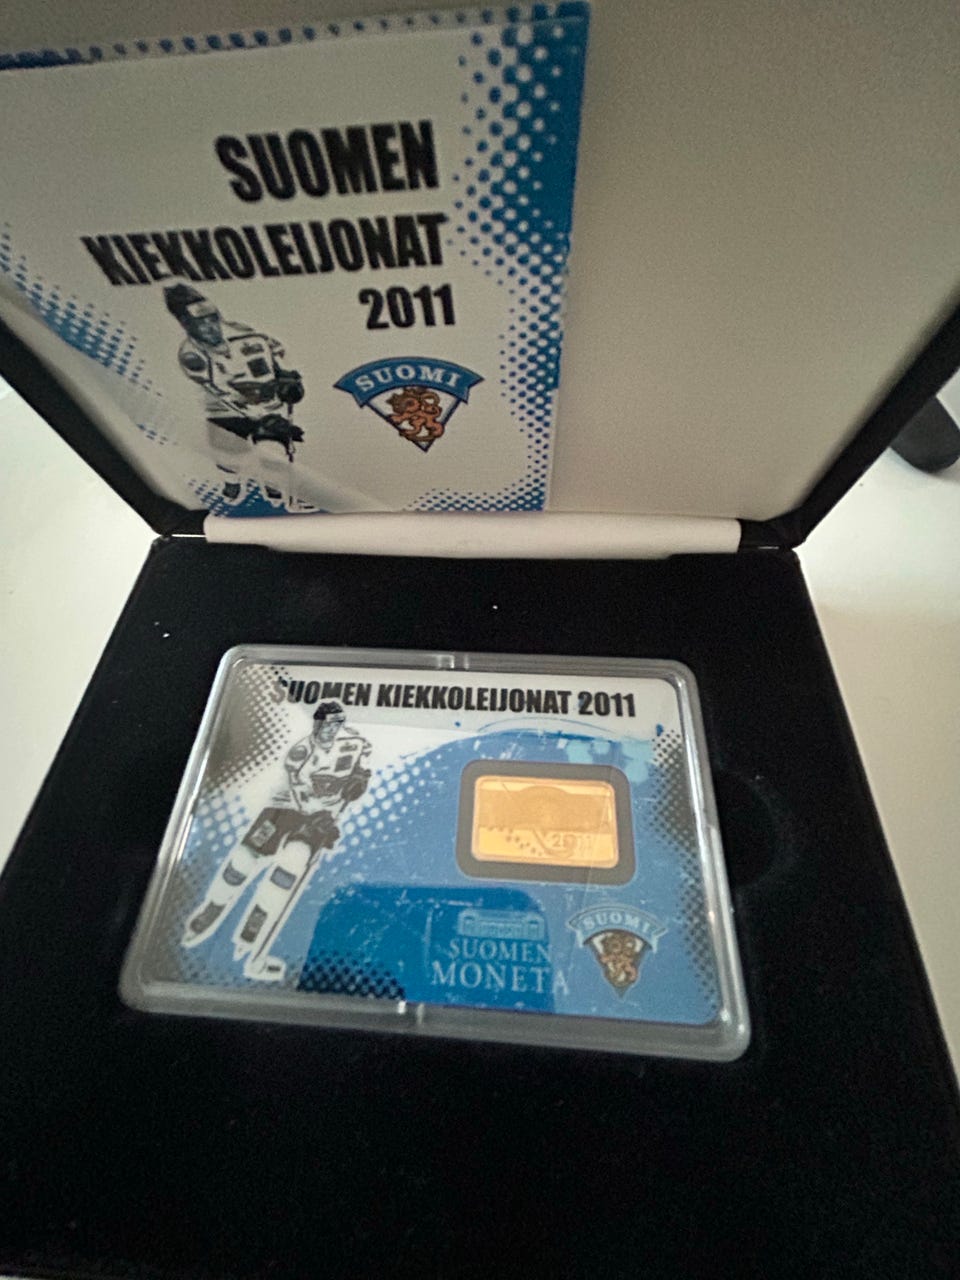 SUOMEN
KIEKKOLEIJONAT
2011
SUOMI
SUOMEN KIEKKOLEIJONAT 2011
2011
SUOMEN
MONETA
SUOMI